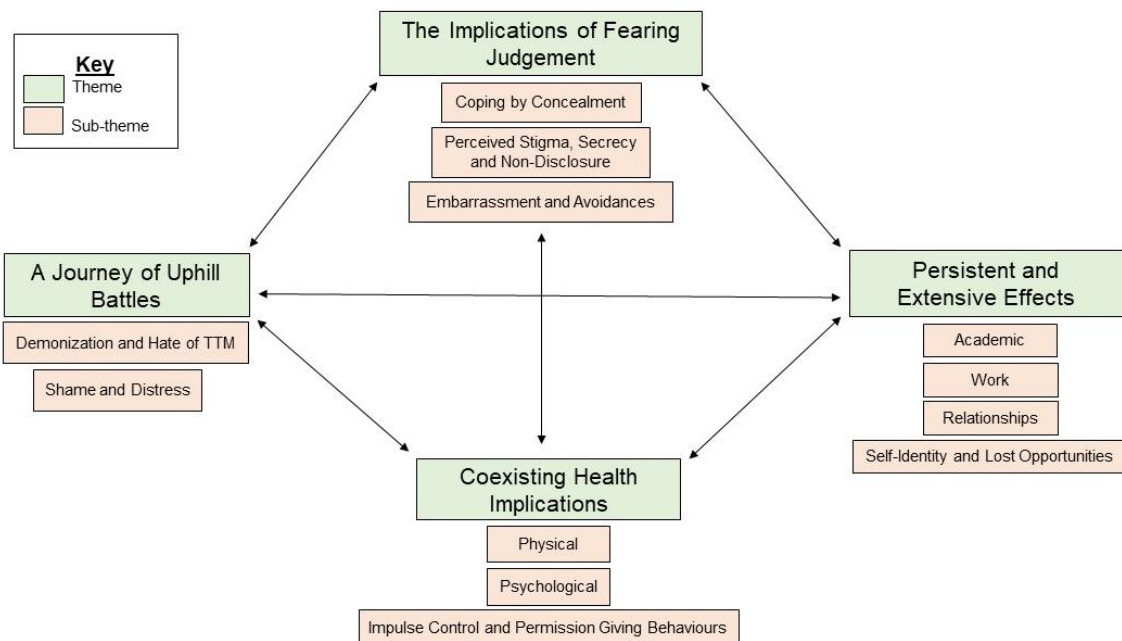 The Implications of Fearing
Judgement
Key
Theme
Sub-theme
Coping by Concealment
Perceived Stigma, Secrecy
and Non-Disclosure
Embarrassment and Avoidances
A Journey of Uphill
Battles
Demonization and Hate of TTM
Shame and Distress
Persistent and
Extensive Effects
Academic
Work
Relationships
Self-Identity and Lost Opportunities
Coexisting Health
Implications
Physical
Psychological
Impulse Control and Permission Giving Behaviours